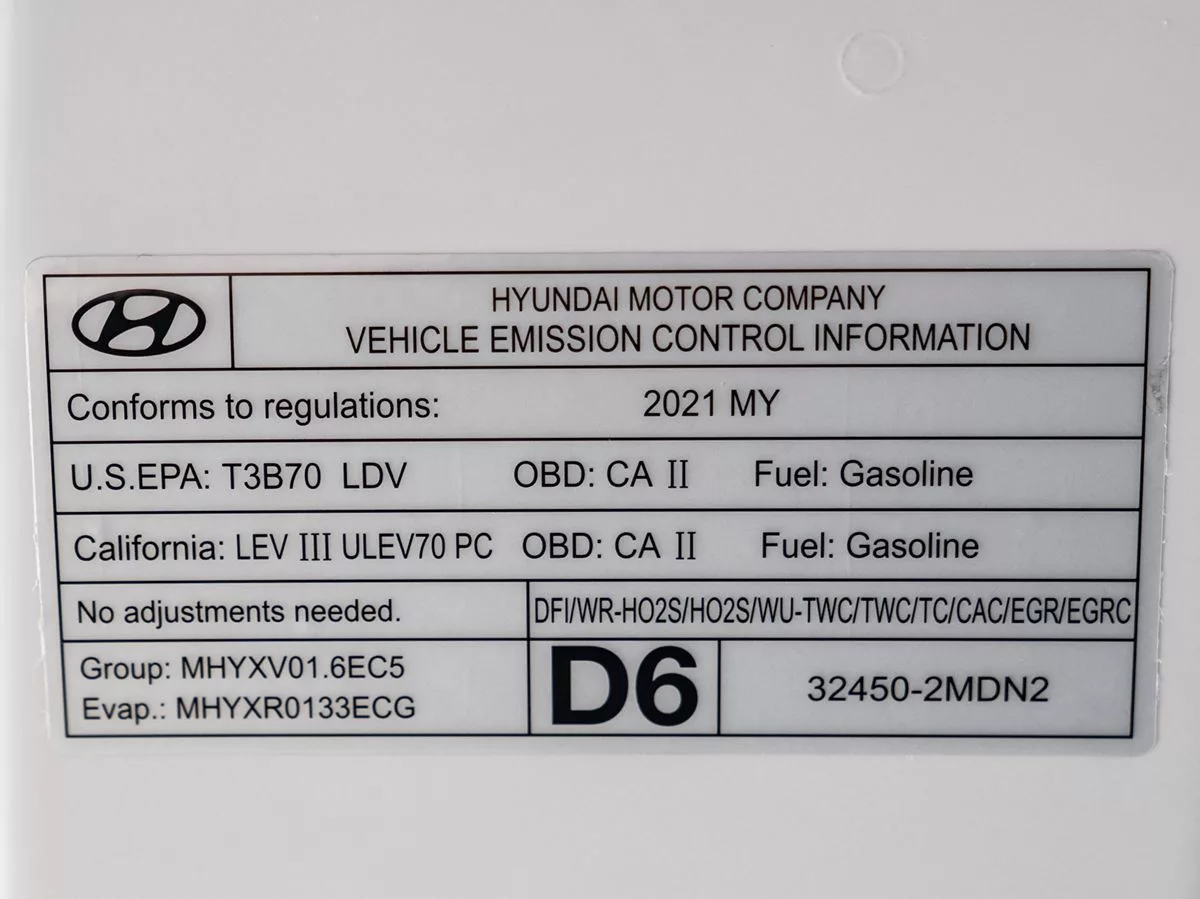 HYUNDAI MOTOR COMPANY
VEHICLE EMISSION CONTROL INFORMATION
Conforms to regulations: 2021 MY
U.S.EPA: T3B70 LDV OBD: CA II Fuel: Gasoline
California: LEV III ULEV70 PC OBD: CA II Fuel: Gasoline
No adjustments needed. DFI/WR-HO2S/HO2S/WU-TWC/TWC/TC/CAC/EGR/EGRC
Group: MHYXV01.6EC5
Evap.: MHYXR0133ECG
D6
32450-2MDN2